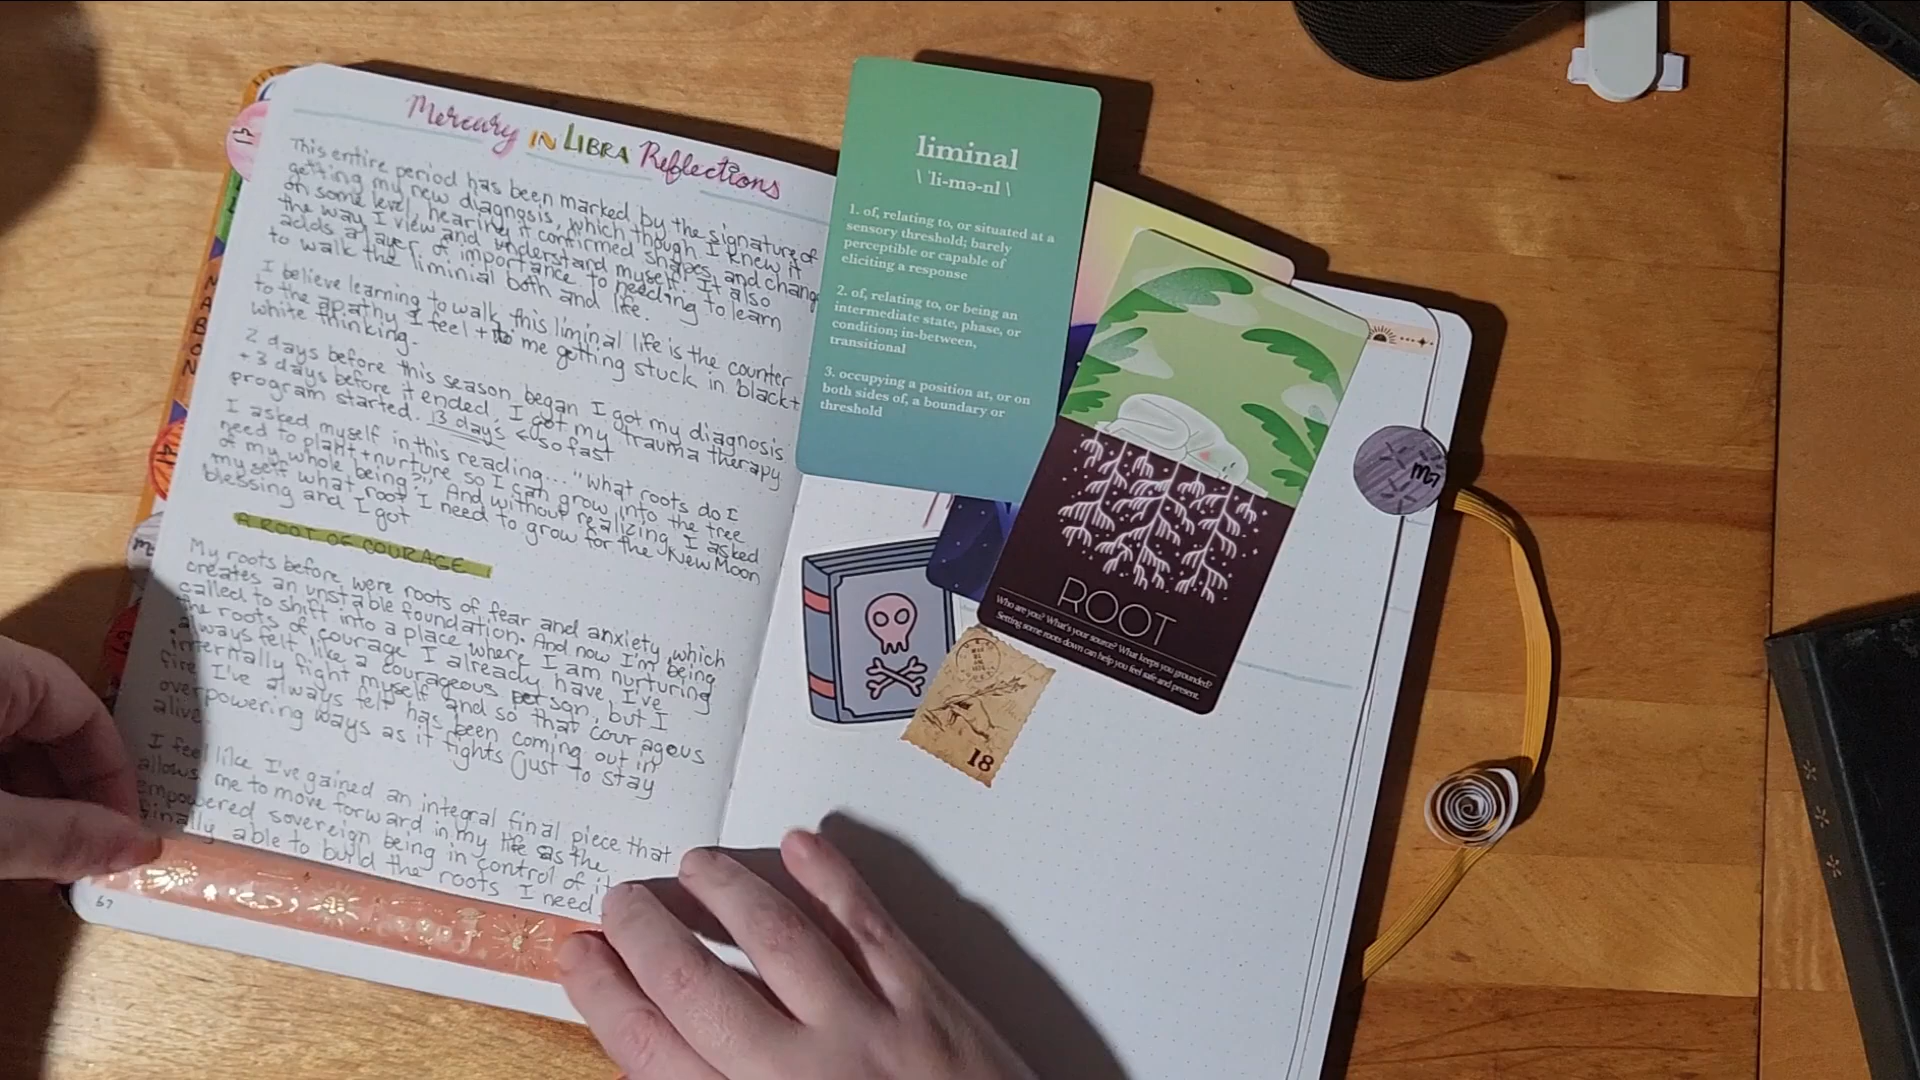 Mercury IN LIBRA Reflections
This entire period has been marked by the signature of
getting my new diagnosis, which though I knew it
on some level, hearing it confirmed shapes and change
the way I view and understand myself. It also
adds a layer of importance to needing to learn
to walk the liminial both and life.
I believe learning to walk this liminal life is the counter
to the apathy I feel + to me getting stuck in black +
white thinking.
2 days before this season began I got my diagnosis
+ 3 days before it ended, I got my trauma therapy
program started. 13 days ← so fast
I asked myself in this reading... "What roots do I
need to plant + nurture so I can grow into the tree
of my whole being?" And without realizing, I asked
myself what root I need to grow for the New Moon
blessing and I got
A ROOT OF COURAGE
My roots before were roots of fear and anxiety, which
creates an unstable foundation. And now I'm being
called to shift into a place where I am nurturing
the roots of courage I already have. I've
always felt like a courageous person, but I
internally fight myself and so that couragous
fire I've always felt has been coming out in
overpowering ways as it fights (just to stay
alive.
I feel like I've gained an integral final piece that
allows me to move forward in my life as the
empowered sovereign being in control of it
finally able to build the roots I need
67
liminal
\ ˈli-mə-nl \
1. of, relating to, or situated at a
sensory threshold; barely
perceptible or capable of
eliciting a response
2. of, relating to, or being an
intermediate state, phase, or
condition; in-between,
transitional
3. occupying a position at, or on
both sides of, a boundary or
threshold
ROOT
Who are you? What's your source? What keeps you grounded?
Setting some roots down can help you feel safe and present.
18
MABON